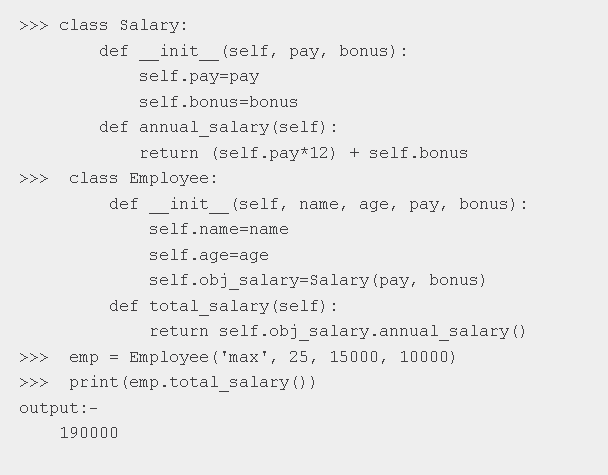 >>> class Salary:
        def __init__(self, pay, bonus):
            self.pay=pay
            self.bonus=bonus
        def annual_salary(self):
            return (self.pay*12) + self.bonus
>>>  class Employee:
         def __init__(self, name, age, pay, bonus):
             self.name=name
             self.age=age
             self.obj_salary=Salary(pay, bonus)
         def total_salary(self):
             return self.obj_salary.annual_salary()
>>>  emp = Employee('max', 25, 15000, 10000)
>>>  print(emp.total_salary())
output:-
    190000